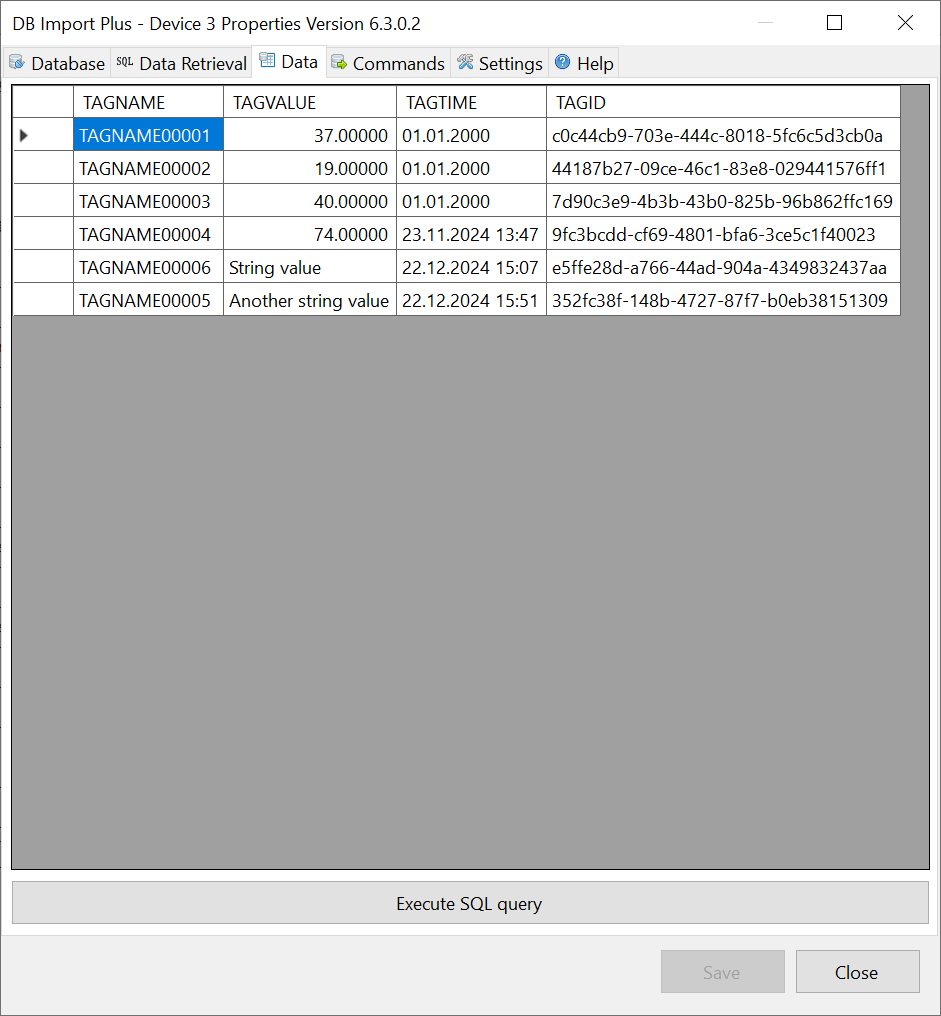 DB Import Plus - Device 3 Properties Version 6.3.0.2
Database SQL Data Retrieval Data Commands Settings Help
TAGNAME TAGVALUE TAGTIME TAGID
TAGNAME00001 37.00000 01.01.2000 c0c44cb9-703e-444c-8018-5fc6c5d3cb0a
TAGNAME00002 19.00000 01.01.2000 44187b27-09ce-46c1-83e8-029441576ff1
TAGNAME00003 40.00000 01.01.2000 7d90c3e9-4b3b-43b0-825b-96b862ffc169
TAGNAME00004 74.00000 23.11.2024 13:47 9fc3bcdd-cf69-4801-bfa6-3ce5c1f40023
TAGNAME00006 String value 22.12.2024 15:07 e5ffe28d-a766-44ad-904a-4349832437aa
TAGNAME00005 Another string value 22.12.2024 15:51 352fc38f-148b-4727-87f7-b0eb38151309
Execute SQL query
Save Close